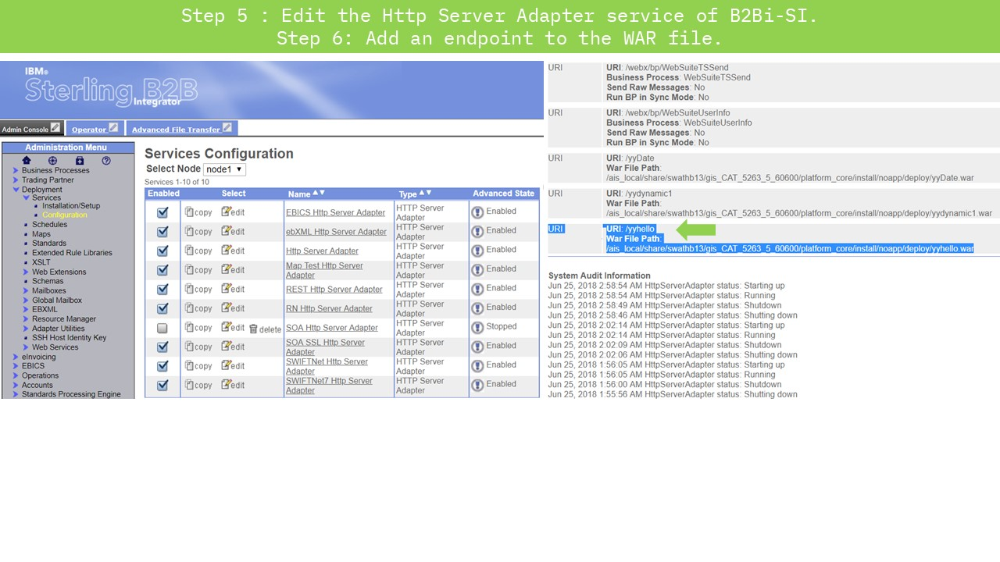 Step 5 : Edit the Http Server Adapter service of B2Bi-SI.
Step 6: Add an endpoint to the WAR file.
IBM®
Sterling B2B
Integrator
Admin Console
Operator
Advanced File Transfer
Administration Menu
Business Processes
Trading Partner
Deployment
Services
Installation/Setup
Configuration
Schedules
Maps
Standards
Extended Rule Libraries
XSLT
Web Extensions
Schemas
Mailboxes
Global Mailbox
EBXML
Resource Manager
Adapter Utilities
SSH Host Identity Key
Web Services
eInvoicing
EBICS
Operations
Accounts
Standards Processing Engine
Services Configuration
Select Node node1
Services 1-10 of 10
Enabled Select Name Type Advanced State
copy edit EBICS Http Server Adapter HTTP Server Adapter Enabled
copy edit ebXML Http Server Adapter HTTP Server Adapter Enabled
copy edit Http Server Adapter HTTP Server Adapter Enabled
copy edit Map Test Http Server Adapter HTTP Server Adapter Enabled
copy edit REST Http Server Adapter HTTP Server Adapter Enabled
copy edit RN Http Server Adapter HTTP Server Adapter Enabled
copy edit delete SOA Http Server Adapter HTTP Server Adapter Stopped
copy edit SOA SSL Http Server Adapter HTTP Server Adapter Enabled
copy edit SWIFTNet Http Server Adapter HTTP Server Adapter Enabled
copy edit SWIFTNet7 Http Server Adapter HTTP Server Adapter Enabled
URI URI: /webx/bp/WebSuiteTSSend
Business Process: WebSuiteTSSend
Send Raw Messages: No
Run BP in Sync Mode: No
URI URI: /webx/bp/WebSuiteUserInfo
Business Process: WebSuiteUserInfo
Send Raw Messages: No
Run BP in Sync Mode: No
URI URI: /yyDate
War File Path:
/ais_local/share/swathb13/gis_CAT_5263_5_60600/platform_core/install/noapp/deploy/yyDate.war
URI URI: /yydynamic1
War File Path:
/ais_local/share/swathb13/gis_CAT_5263_5_60600/platform_core/install/noapp/deploy/yydynamic1.war
URI URI: /yyhello
War File Path:
/ais_local/share/swathb13/gis_CAT_5263_5_60600/platform_core/install/noapp/deploy/yyhello.war
System Audit Information
Jun 25, 2018 2:58:54 AM HttpServerAdapter status: Starting up
Jun 25, 2018 2:58:54 AM HttpServerAdapter status: Running
Jun 25, 2018 2:58:49 AM HttpServerAdapter status: Shutdown
Jun 25, 2018 2:58:46 AM HttpServerAdapter status: Shutting down
Jun 25, 2018 2:02:14 AM HttpServerAdapter status: Starting up
Jun 25, 2018 2:02:14 AM HttpServerAdapter status: Running
Jun 25, 2018 2:02:09 AM HttpServerAdapter status: Shutdown
Jun 25, 2018 2:02:06 AM HttpServerAdapter status: Shutting down
Jun 25, 2018 1:56:05 AM HttpServerAdapter status: Starting up
Jun 25, 2018 1:56:05 AM HttpServerAdapter status: Running
Jun 25, 2018 1:56:00 AM HttpServerAdapter status: Shutdown
Jun 25, 2018 1:55:56 AM HttpServerAdapter status: Shutting down